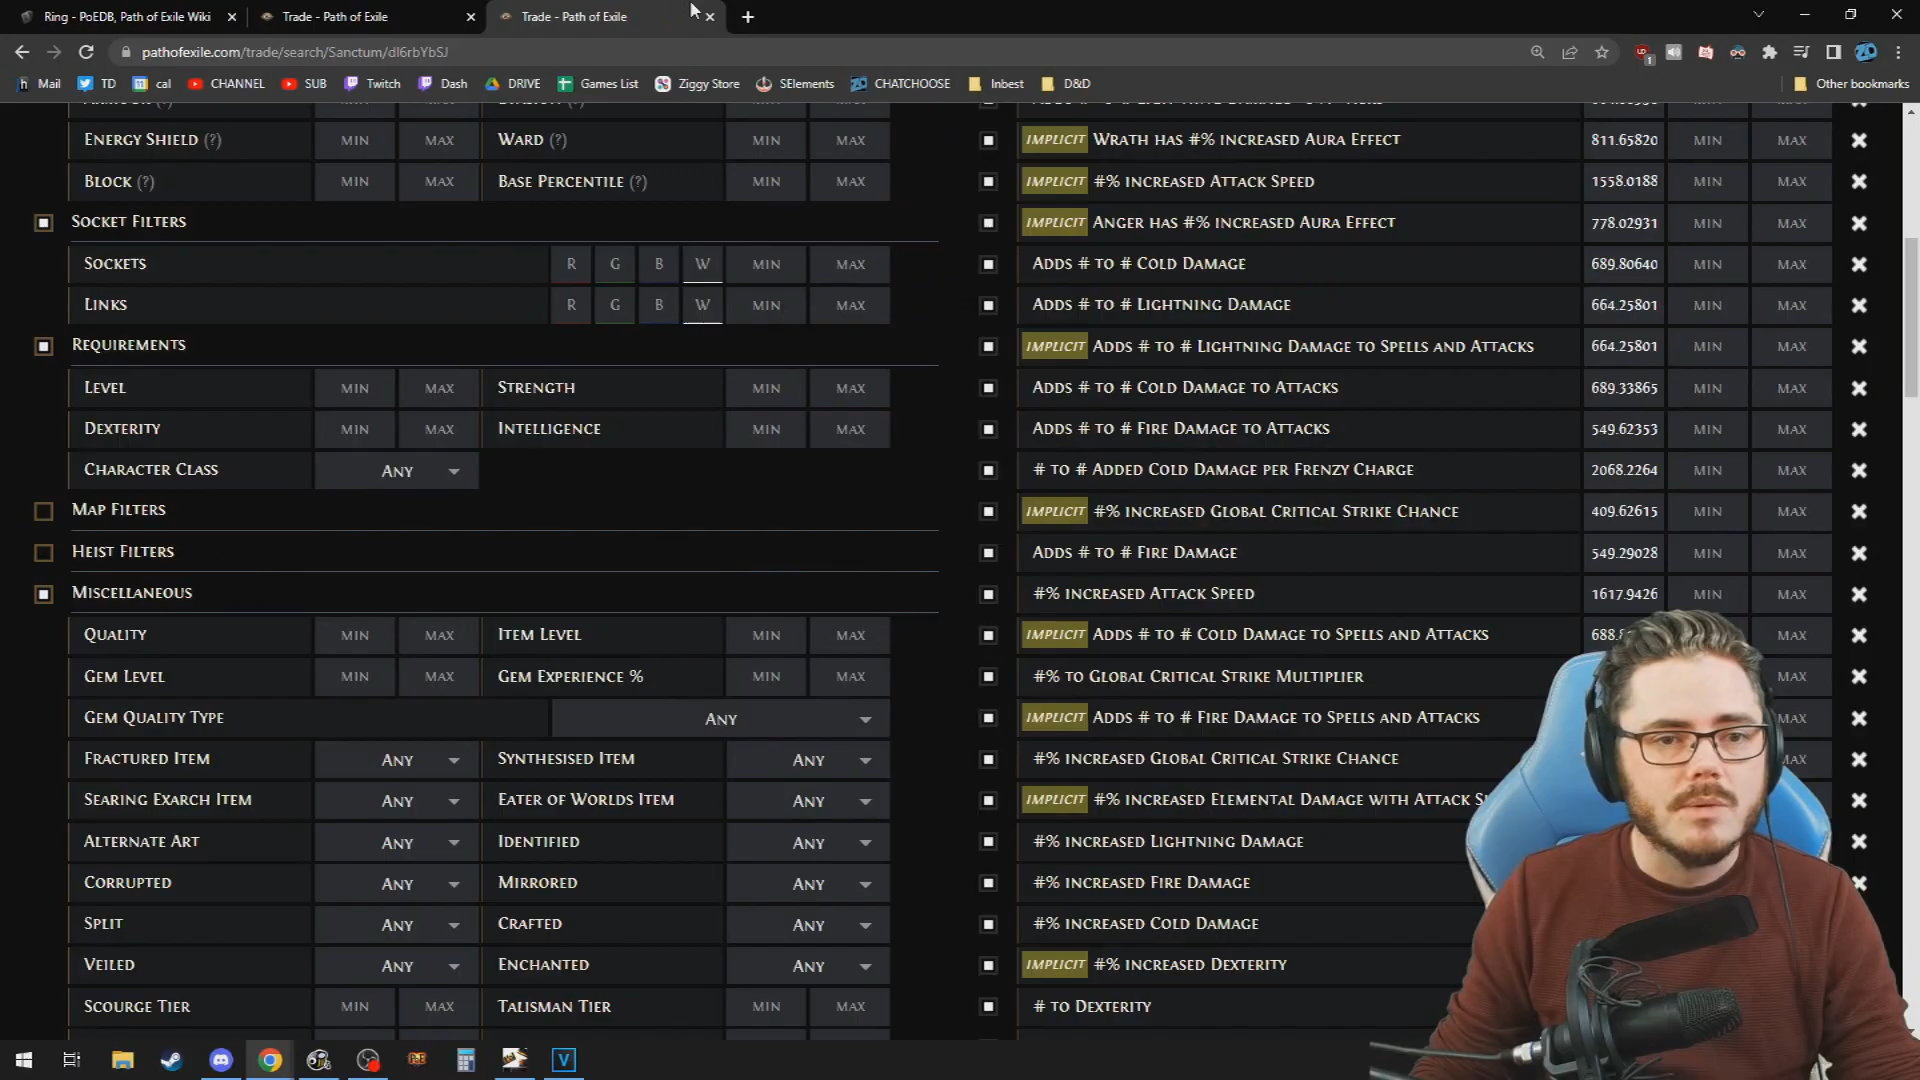 Ring - PoEDB, Path of Exile Wiki
Trade - Path of Exile
Trade - Path of Exile
pathofexile.com/trade/search/Sanctum/dl6rbYbSJ
Mail
TD
cal
CHANNEL
SUB
Twitch
Dash
DRIVE
Games List
Ziggy Store
SElements
CHATCHOOSE
Inbest
D&D
Other bookmarks
ENERGY SHIELD (?) MIN MAX WARD (?) MIN MAX
BLOCK (?) MIN MAX BASE PERCENTILE (?) MIN MAX
SOCKET FILTERS
SOCKETS R G B W MIN MAX
LINKS R G B W MIN MAX
REQUIREMENTS
LEVEL MIN MAX STRENGTH MIN MAX
DEXTERITY MIN MAX INTELLIGENCE MIN MAX
CHARACTER CLASS ANY
MAP FILTERS
HEIST FILTERS
MISCELLANEOUS
QUALITY MIN MAX ITEM LEVEL MIN MAX
GEM LEVEL MIN MAX GEM EXPERIENCE % MIN MAX
GEM QUALITY TYPE ANY
FRACTURED ITEM ANY SYNTHESISED ITEM ANY
SEARING EXARCH ITEM ANY EATER OF WORLDS ITEM ANY
ALTERNATE ART ANY IDENTIFIED ANY
CORRUPTED ANY MIRRORED ANY
SPLIT ANY CRAFTED ANY
VEILED ANY ENCHANTED ANY
SCOURGE TIER MIN MAX TALISMAN TIER MIN MAX
IMPLICIT WRATH HAS #% INCREASED AURA EFFECT 811.65820 MIN MAX
IMPLICIT #% INCREASED ATTACK SPEED 1558.0188 MIN MAX
IMPLICIT ANGER HAS #% INCREASED AURA EFFECT 778.02931 MIN MAX
ADDS # TO # COLD DAMAGE 689.80640 MIN MAX
ADDS # TO # LIGHTNING DAMAGE 664.25801 MIN MAX
IMPLICIT ADDS # TO # LIGHTNING DAMAGE TO SPELLS AND ATTACKS 664.25801 MIN MAX
ADDS # TO # COLD DAMAGE TO ATTACKS 689.33865 MIN MAX
ADDS # TO # FIRE DAMAGE TO ATTACKS 549.62353 MIN MAX
# TO # ADDED COLD DAMAGE PER FRENZY CHARGE 2068.2264 MIN MAX
IMPLICIT #% INCREASED GLOBAL CRITICAL STRIKE CHANCE 409.62615 MIN MAX
ADDS # TO # FIRE DAMAGE 549.29028 MIN MAX
#% INCREASED ATTACK SPEED 1617.9426 MIN MAX
IMPLICIT ADDS # TO # COLD DAMAGE TO SPELLS AND ATTACKS MAX
#% TO GLOBAL CRITICAL STRIKE MULTIPLIER MAX
IMPLICIT ADDS # TO # FIRE DAMAGE TO SPELLS AND ATTACKS MAX
#% INCREASED GLOBAL CRITICAL STRIKE CHANCE MAX
IMPLICIT #% INCREASED ELEMENTAL DAMAGE WITH ATTACK
#% INCREASED LIGHTNING DAMAGE
#% INCREASED FIRE DAMAGE
#% INCREASED COLD DAMAGE
IMPLICIT #% INCREASED DEXTERITY
# TO DEXTERITY